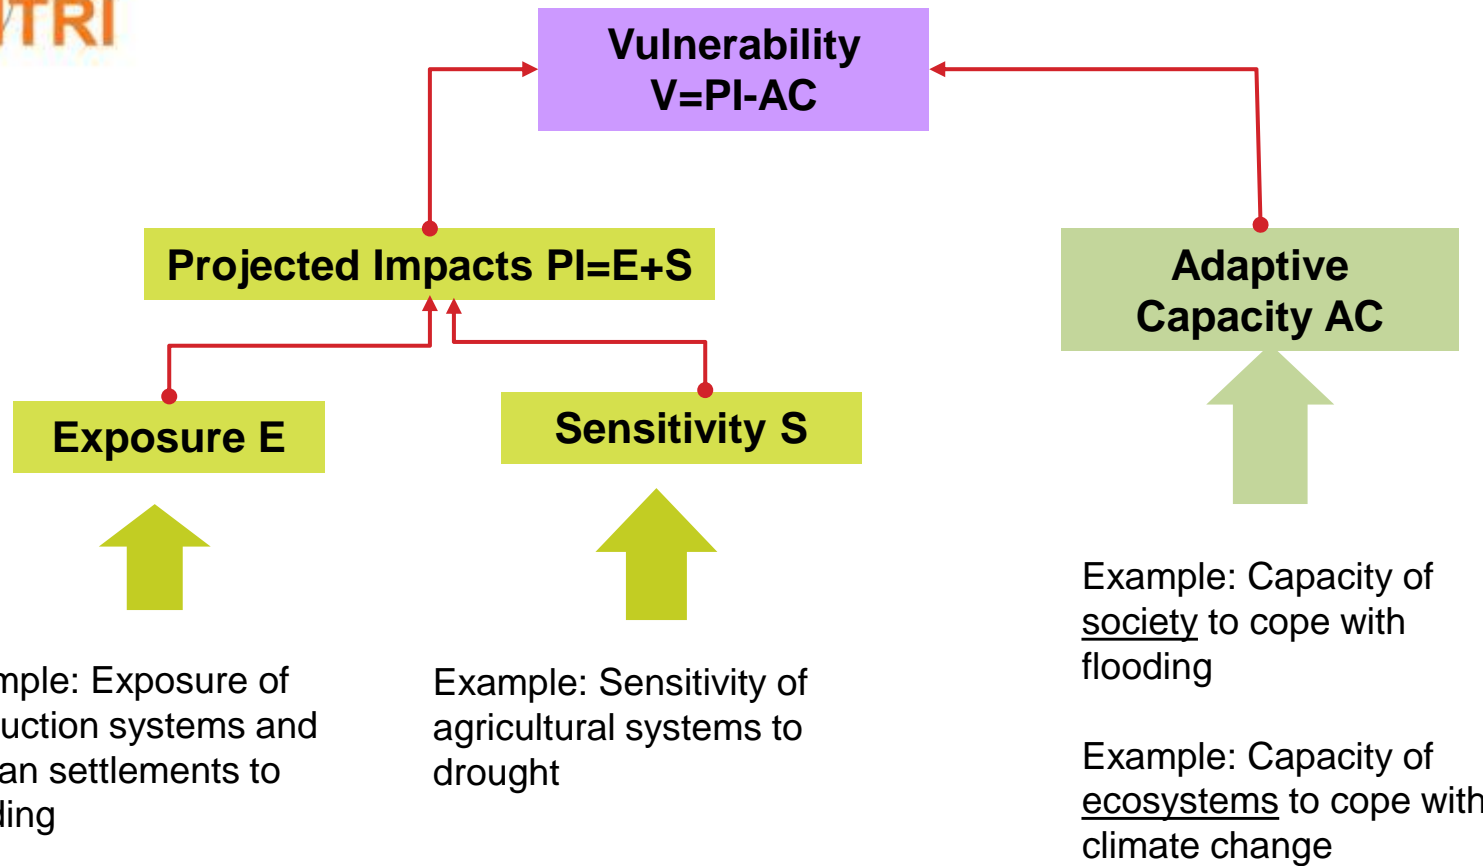 TRI
Vulnerability
V=PI-AC
Projected Impacts PI=E+S
Adaptive
Capacity AC
Exposure E
Sensitivity S
mple: Exposure of
uction systems and
an settlements to
ding
Example: Sensitivity of
agricultural systems to
drought
Example: Capacity of
society to cope with
flooding
Example: Capacity of
ecosystems to cope with
climate change